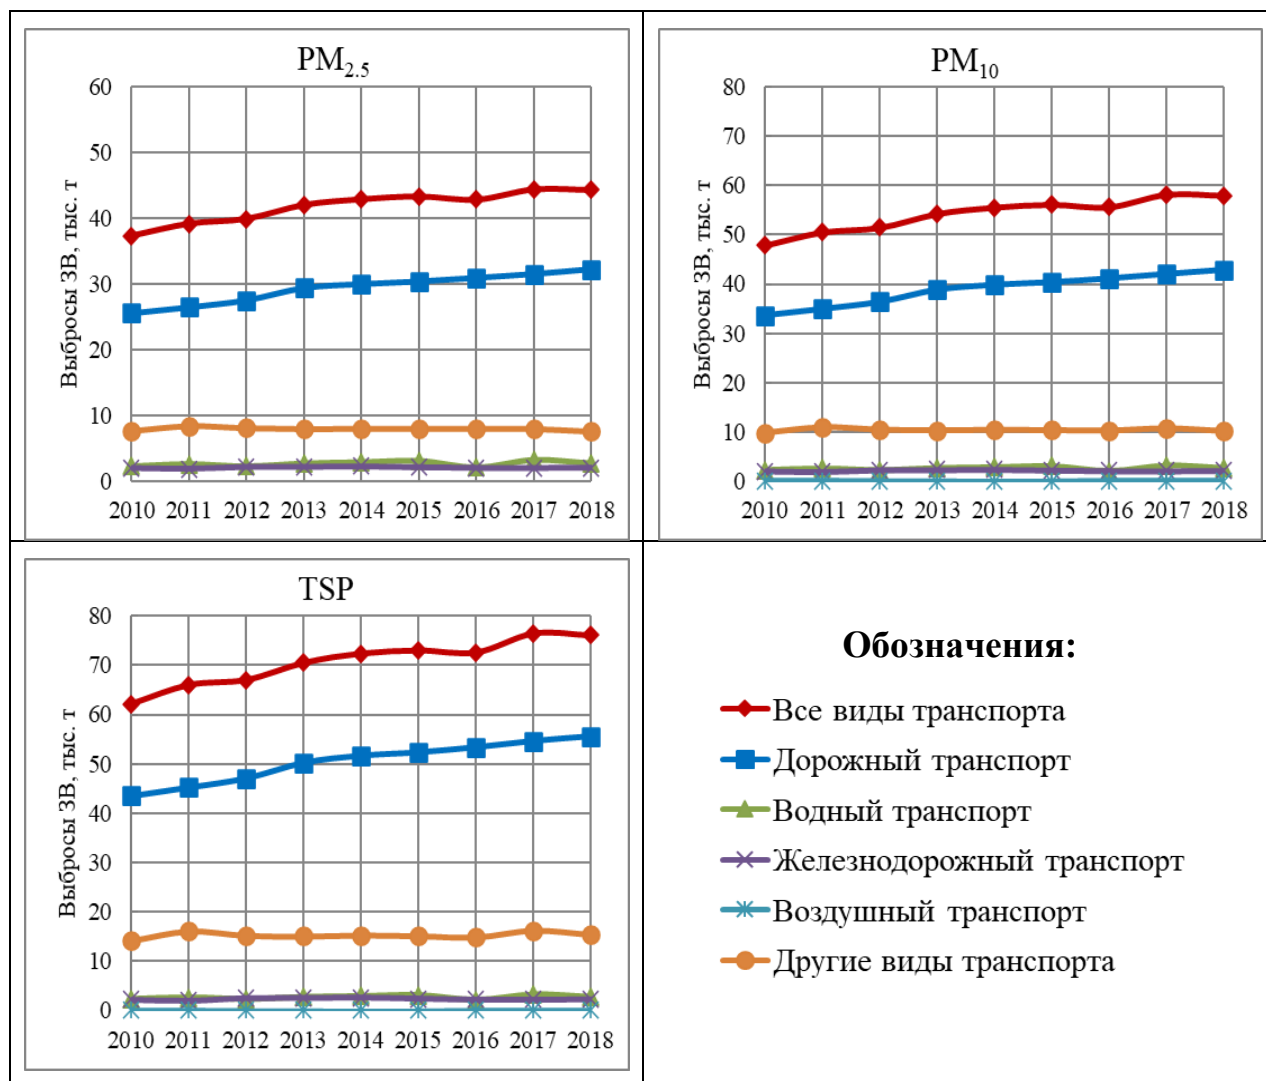 PM2.5
Выбросы ЗВ, тыс. т
60
50
40
30
20
10
0
2010 2011 2012 2013 2014 2015 2016 2017 2018
PM10
Выбросы ЗВ, тыс. т
80
70
60
50
40
30
20
10
0
2010 2011 2012 2013 2014 2015 2016 2017 2018
TSP
Выбросы ЗВ, тыс. т
80
70
60
50
40
30
20
10
0
2010 2011 2012 2013 2014 2015 2016 2017 2018
Обозначения:
Все виды транспорта
Дорожный транспорт
Водный транспорт
Железнодорожный транспорт
Воздушный транспорт
Другие виды транспорта